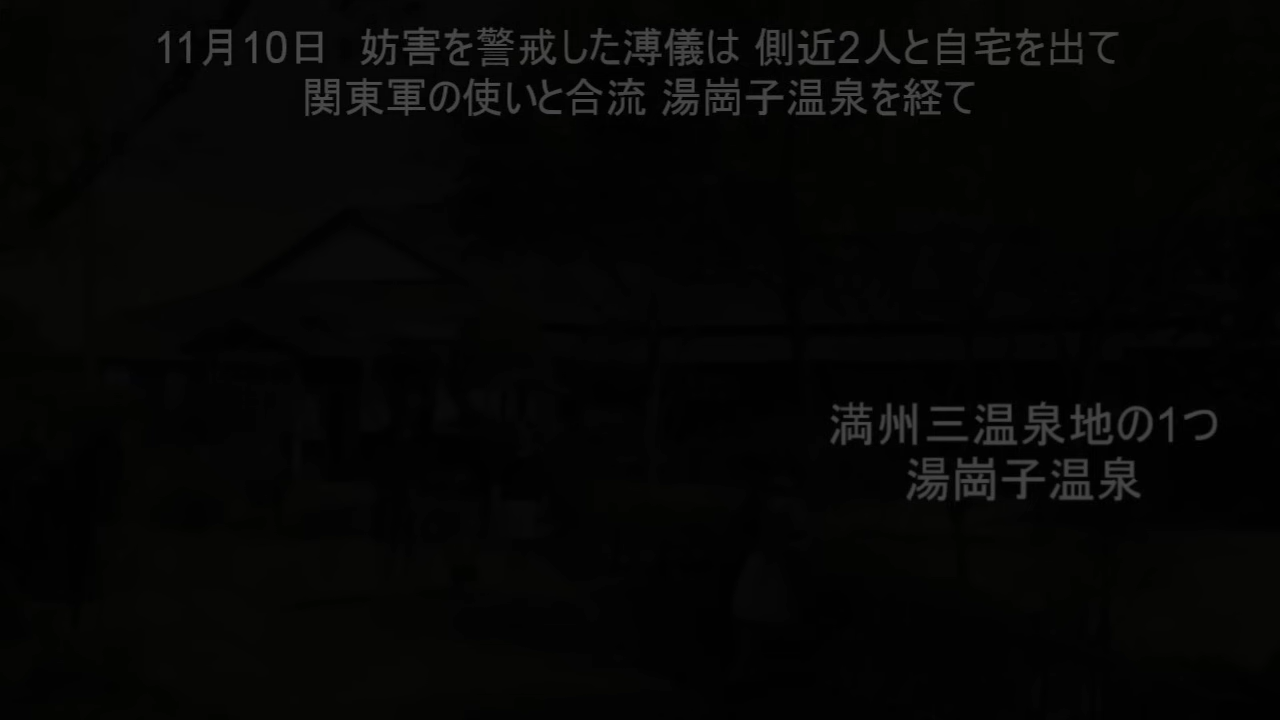 11月10日　妨害を警戒した溥儀は 側近2人と自宅を出て
関東軍の使いと合流 湯崗子温泉を経て
満州三温泉地の1つ
湯崗子温泉